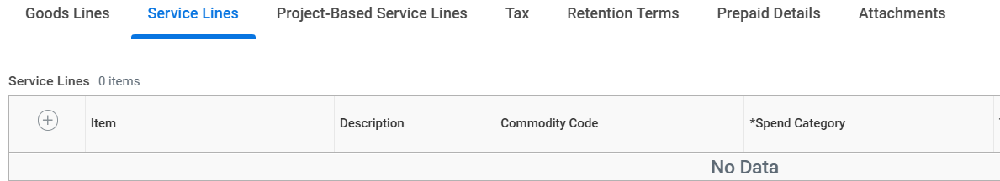 Goods Lines Service Lines Project-Based Service Lines Tax Retention Terms Prepaid Details Attachments
Service Lines 0 items
Item Description Commodity Code *Spend Category
No Data